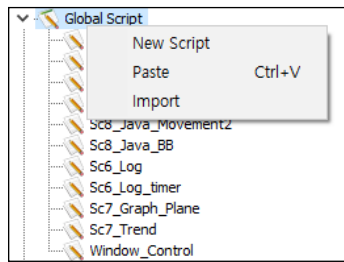 Global Script
New Script
Paste Ctrl+V
Import
Sc8_Java_Movement2
Sc8_Java_BB
Sc6_Log
Sc6_Log_timer
Sc7_Graph_Plane
Sc7_Trend
Window_Control